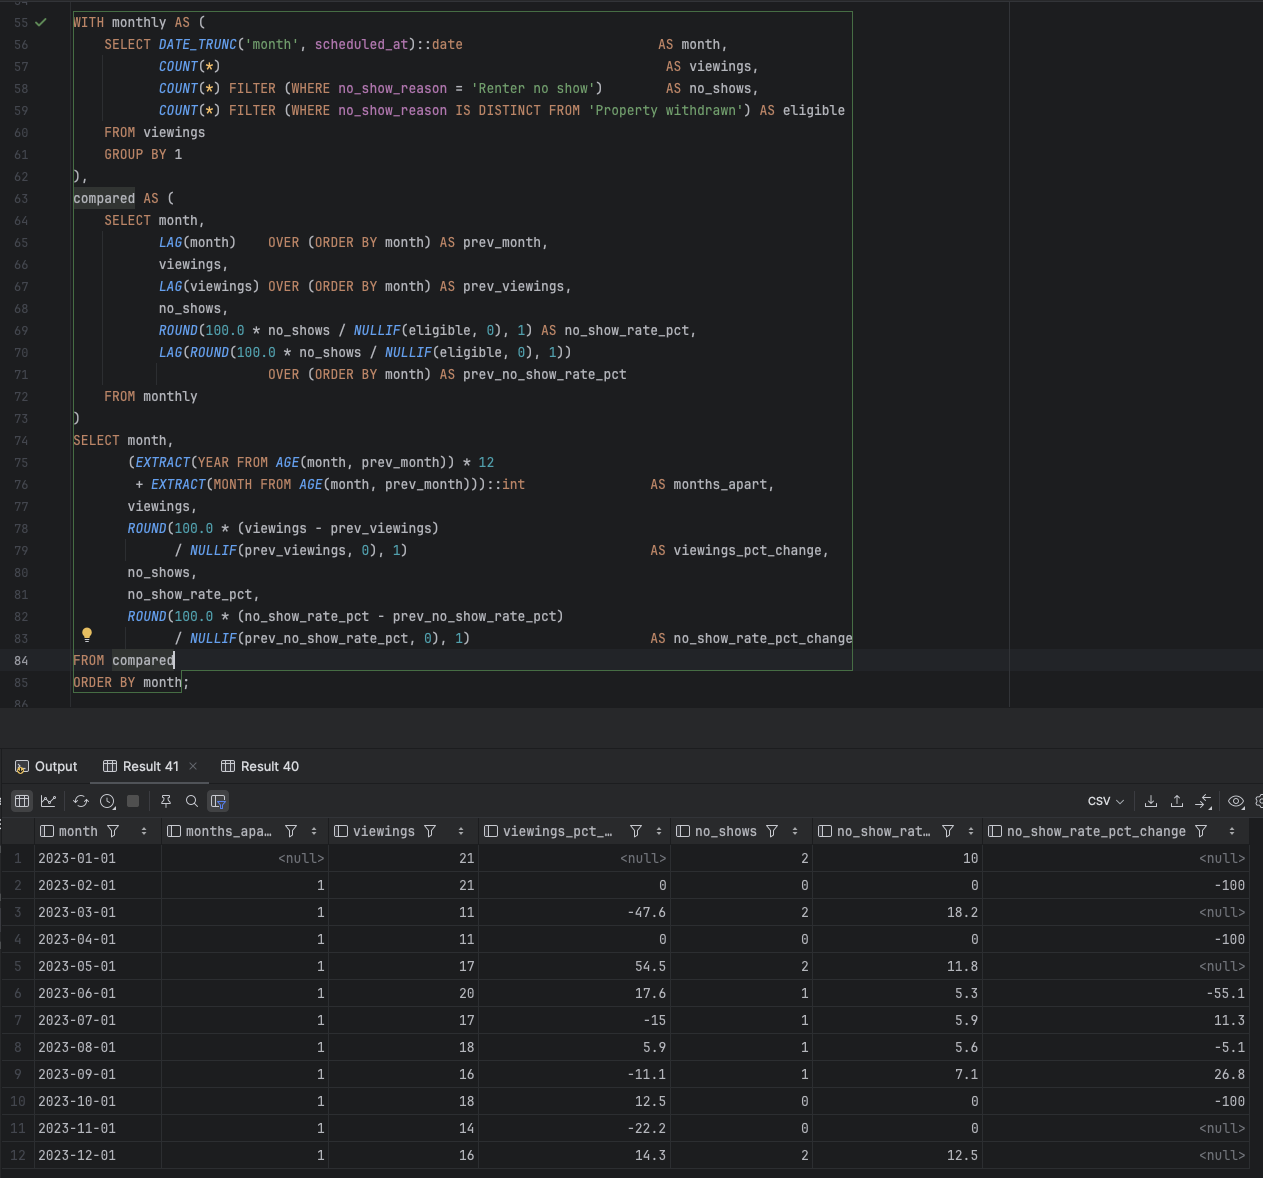 54
55 WITH monthly AS (
56 SELECT DATE_TRUNC('month', scheduled_at)::date AS month,
57 COUNT(*) AS viewings,
58 COUNT(*) FILTER (WHERE no_show_reason = 'Renter no show') AS no_shows,
59 COUNT(*) FILTER (WHERE no_show_reason IS DISTINCT FROM 'Property withdrawn') AS eligible
60 FROM viewings
61 GROUP BY 1
62 ),
63 compared AS (
64 SELECT month,
65 LAG(month) OVER (ORDER BY month) AS prev_month,
66 viewings,
67 LAG(viewings) OVER (ORDER BY month) AS prev_viewings,
68 no_shows,
69 ROUND(100.0 * no_shows / NULLIF(eligible, 0), 1) AS no_show_rate_pct,
70 LAG(ROUND(100.0 * no_shows / NULLIF(eligible, 0), 1))
71 OVER (ORDER BY month) AS prev_no_show_rate_pct
72 FROM monthly
73 )
74 SELECT month,
75 (EXTRACT(YEAR FROM AGE(month, prev_month)) * 12
76 + EXTRACT(MONTH FROM AGE(month, prev_month)))::int AS months_apart,
77 viewings,
78 ROUND(100.0 * (viewings - prev_viewings)
79 / NULLIF(prev_viewings, 0), 1) AS viewings_pct_change,
80 no_shows,
81 no_show_rate_pct,
82 ROUND(100.0 * (no_show_rate_pct - prev_no_show_rate_pct)
83 / NULLIF(prev_no_show_rate_pct, 0), 1) AS no_show_rate_pct_change
84 FROM compared
85 ORDER BY month;
86
Output Result 41 × Result 40
CSV
month months_apa... viewings viewings_pct_... no_shows no_show_rat... no_show_rate_pct_change
1 2023-01-01 <null> 21 <null> 2 10 <null>
2 2023-02-01 1 21 0 0 0 -100
3 2023-03-01 1 11 -47.6 2 18.2 <null>
4 2023-04-01 1 11 0 0 0 -100
5 2023-05-01 1 17 54.5 2 11.8 <null>
6 2023-06-01 1 20 17.6 1 5.3 -55.1
7 2023-07-01 1 17 -15 1 5.9 11.3
8 2023-08-01 1 18 5.9 1 5.6 -5.1
9 2023-09-01 1 16 -11.1 1 7.1 26.8
10 2023-10-01 1 18 12.5 0 0 -100
11 2023-11-01 1 14 -22.2 0 0 <null>
12 2023-12-01 1 16 14.3 2 12.5 <null>